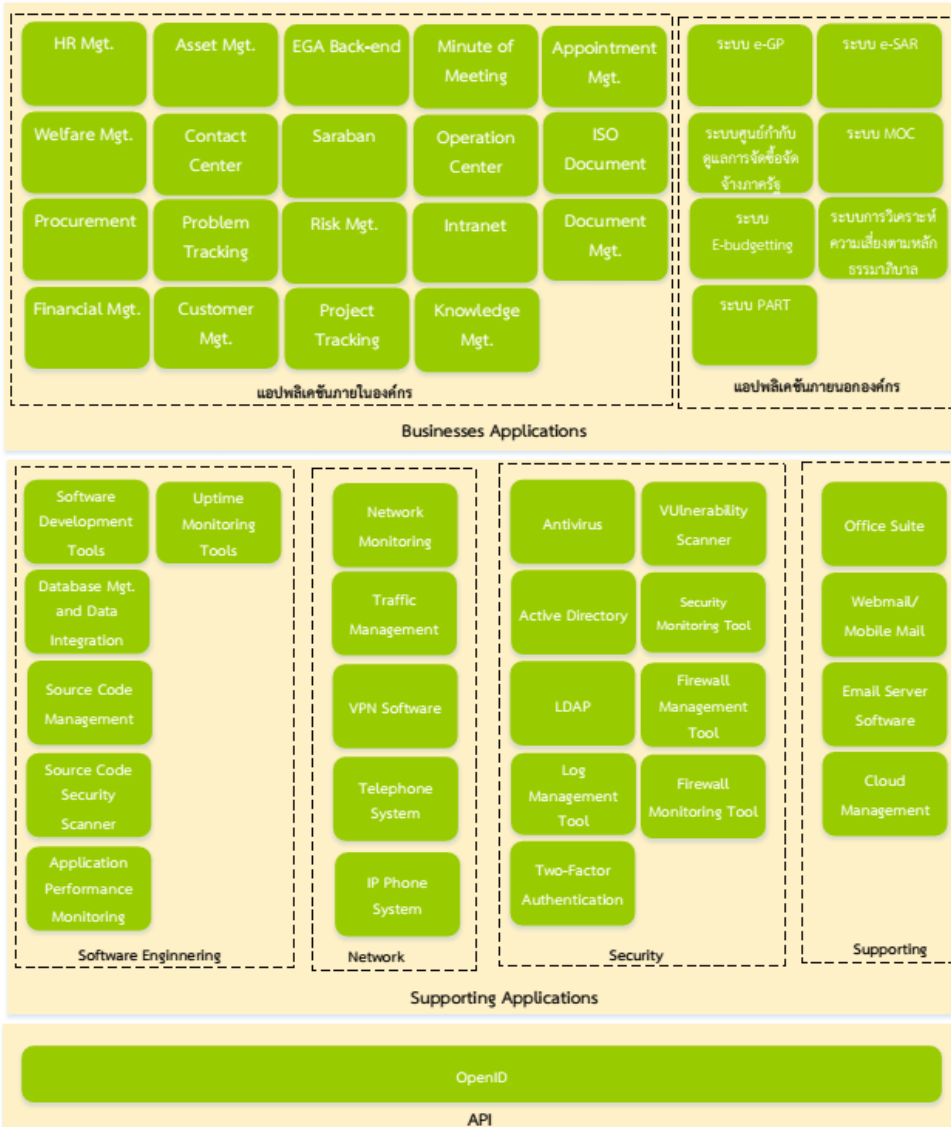 HR Mgt.
Asset Mgt.
EGA Back-end
Minute of
Meeting
Appointment
Mgt.
Welfare Mgt.
Contact
Center
Saraban
Operation
Center
ISO
Document
Procurement
Problem
Tracking
Risk Mgt.
Intranet
Document
Mgt.
Financial Mgt.
Customer
Mgt.
Project
Tracking
Knowledge
Mgt.
แอปพลิเคชันภายในองค์กร
ระบบ e-GP
ระบบ e-SAR
ระบบศูนย์กำกับ
ดูแลการจัดซื้อจัด
จ้างภาครัฐ
ระบบ MOC
ระบบ
E-budgetting
ระบบการวิเคราะห์
ความเสี่ยงตามหลัก
ธรรมาภิบาล
ระบบ PART
แอปพลิเคชันภายนอกองค์กร
Businesses Applications
Software
Development
Tools
Uptime
Monitoring
Tools
Database Mgt.
and Data
Integration
Source Code
Management
Source Code
Security
Scanner
Application
Performance
Monitoring
Software Enginnering
Network
Monitoring
Traffic
Management
VPN Software
Telephone
System
IP Phone
System
Network
Antivirus
VUlnerability
Scanner
Active Directory
Security
Monitoring Tool
LDAP
Firewall
Management
Tool
Log
Management
Tool
Firewall
Monitoring Tool
Two-Factor
Authentication
Security
Office Suite
Webmail/
Mobile Mail
Email Server
Software
Cloud
Management
Supporting
Supporting Applications
OpenID
API